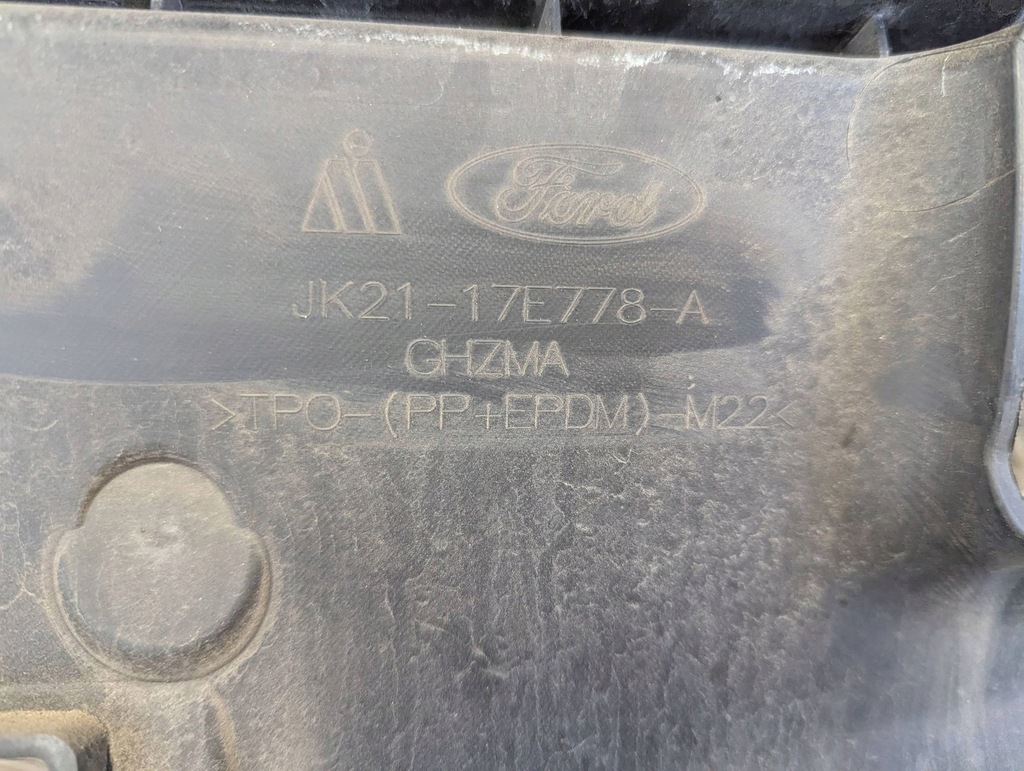 Ford
JK21-17E778-A
GHZMA
>TPO-(PP+EPDM)-M22<